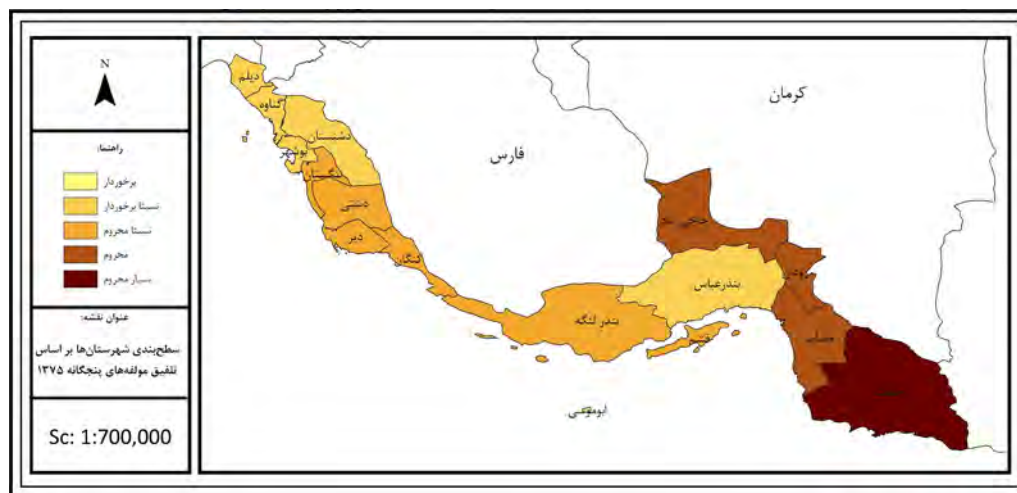 N
راهنما:
برخوردار
نسبتا برخوردار
نسبتا محروم
محروم
بسیار محروم
عنوان نقشه:
سطح‌بندی شهرستان‌ها بر اساس
تلفیق مولفه‌های پنجگانه ۱۳۷۵
Sc: 1:700,000
دیلم
گناوه
دشتستان
بوشهر
تنگستان
دشتی
دیر
کنگان
فارس
کرمان
بندرعباس
بندر لنگه
قشم
ابوموسی